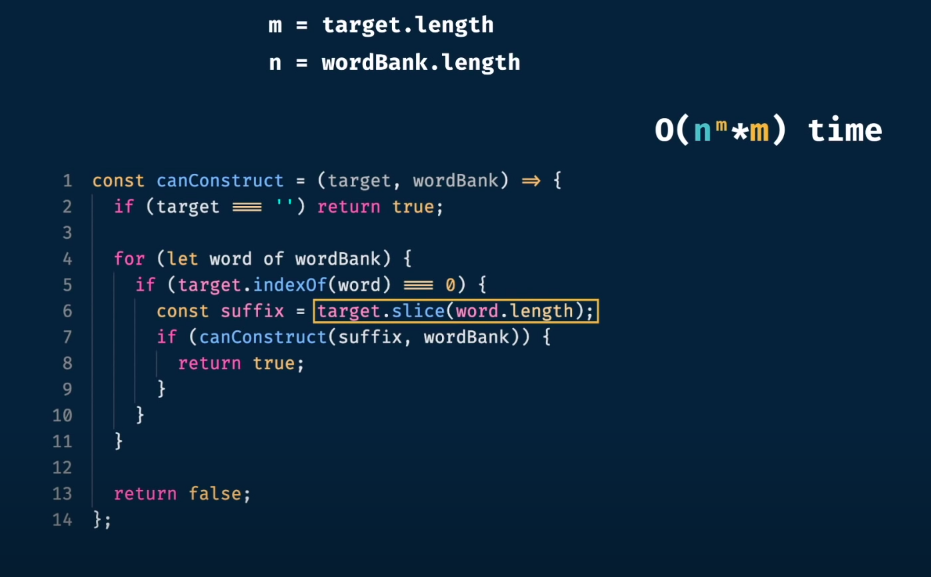 m = target.length
n = wordBank.length
O(nᵐ*m) time
1 const canConstruct = (target, wordBank) => {
2 if (target === '') return true;
3
4 for (let word of wordBank) {
5 if (target.indexOf(word) === 0) {
6 const suffix = target.slice(word.length);
7 if (canConstruct(suffix, wordBank)) {
8 return true;
9 }
10 }
11 }
12
13 return false;
14 };